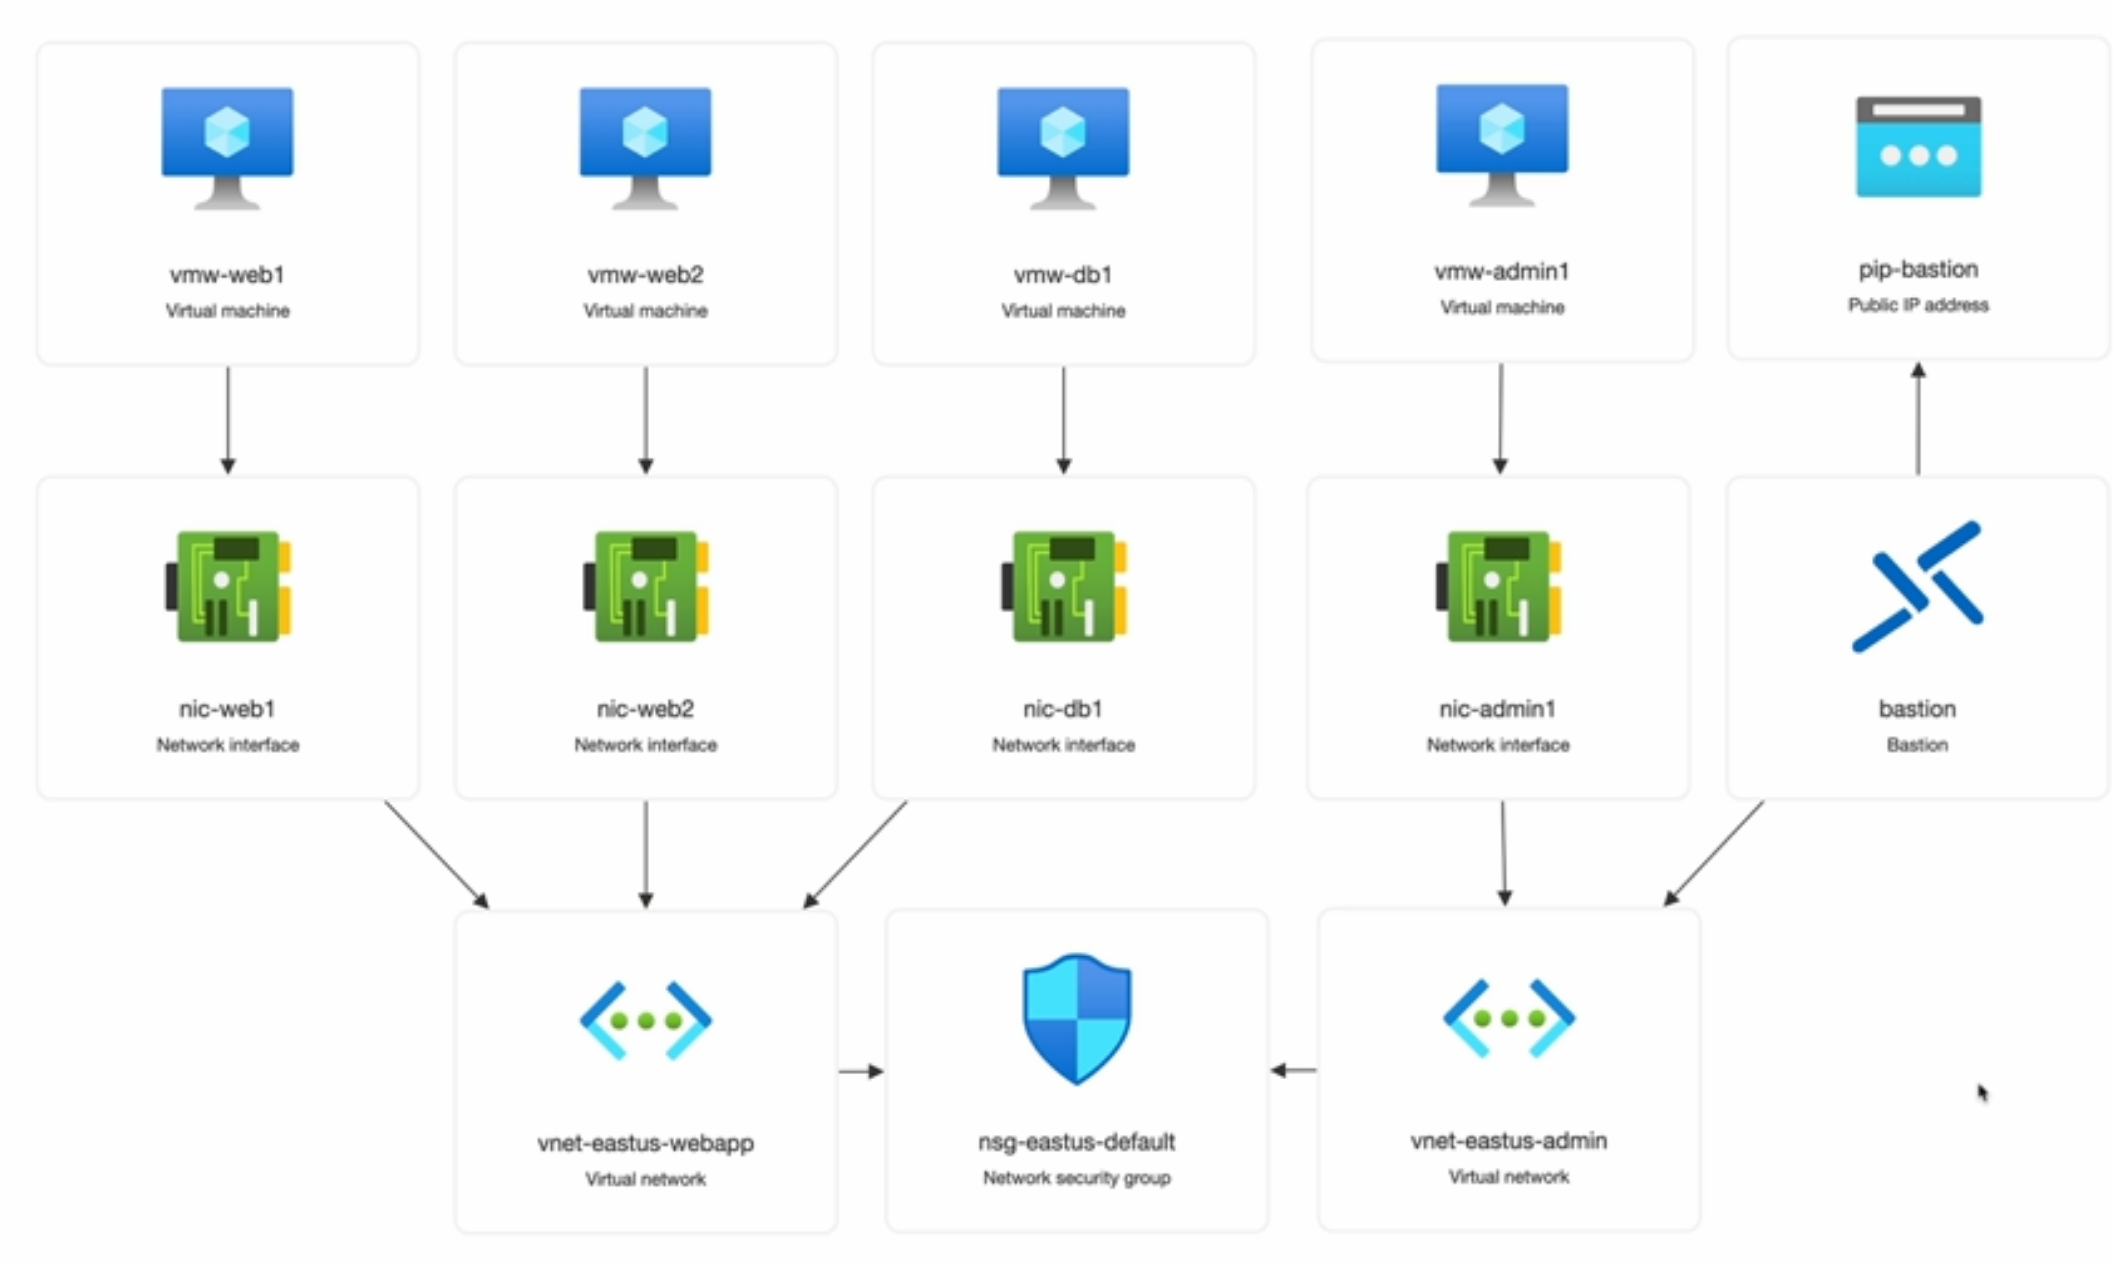 vmw-web1
Virtual machine
vmw-web2
Virtual machine
vmw-db1
Virtual machine
vmw-admin1
Virtual machine
pip-bastion
Public IP address
nic-web1
Network interface
nic-web2
Network interface
nic-db1
Network interface
nic-admin1
Network interface
bastion
Bastion
vnet-eastus-webapp
Virtual network
nsg-eastus-default
Network security group
vnet-eastus-admin
Virtual network